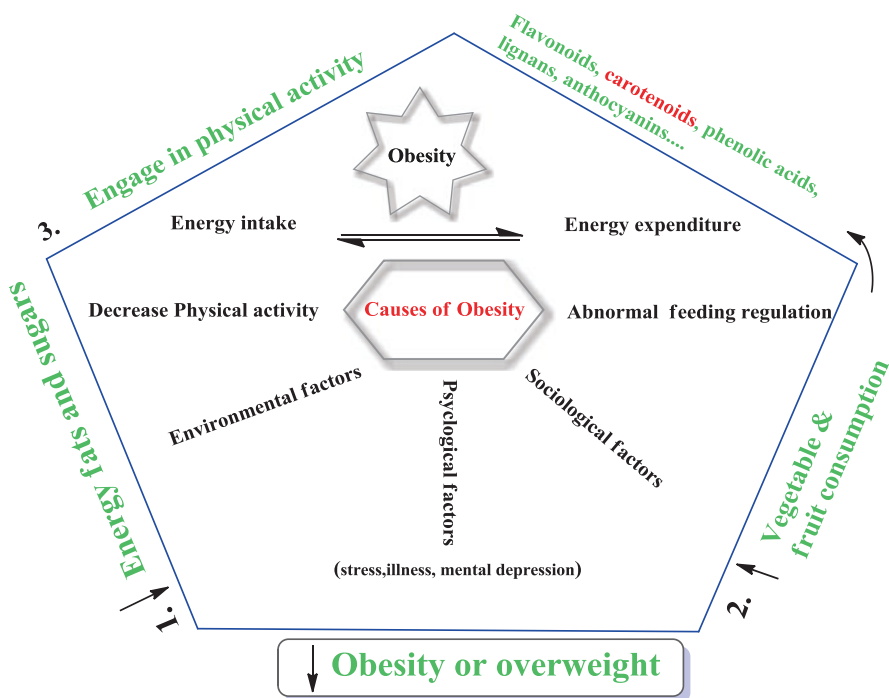 Flavonoids, carotenoids, phenolic acids,
lignans, anthocyanins....
3. Engage in physical activity
Obesity
Energy intake
Energy expenditure
Decrease Physical activity
Causes of Obesity
Abnormal feeding regulation
Environmental factors
Psyclogical factors
Sociological factors
(stress,illness, mental depression)
1. Energy fats and sugars
2. Vegetable &
fruit consumption
Obesity or overweight